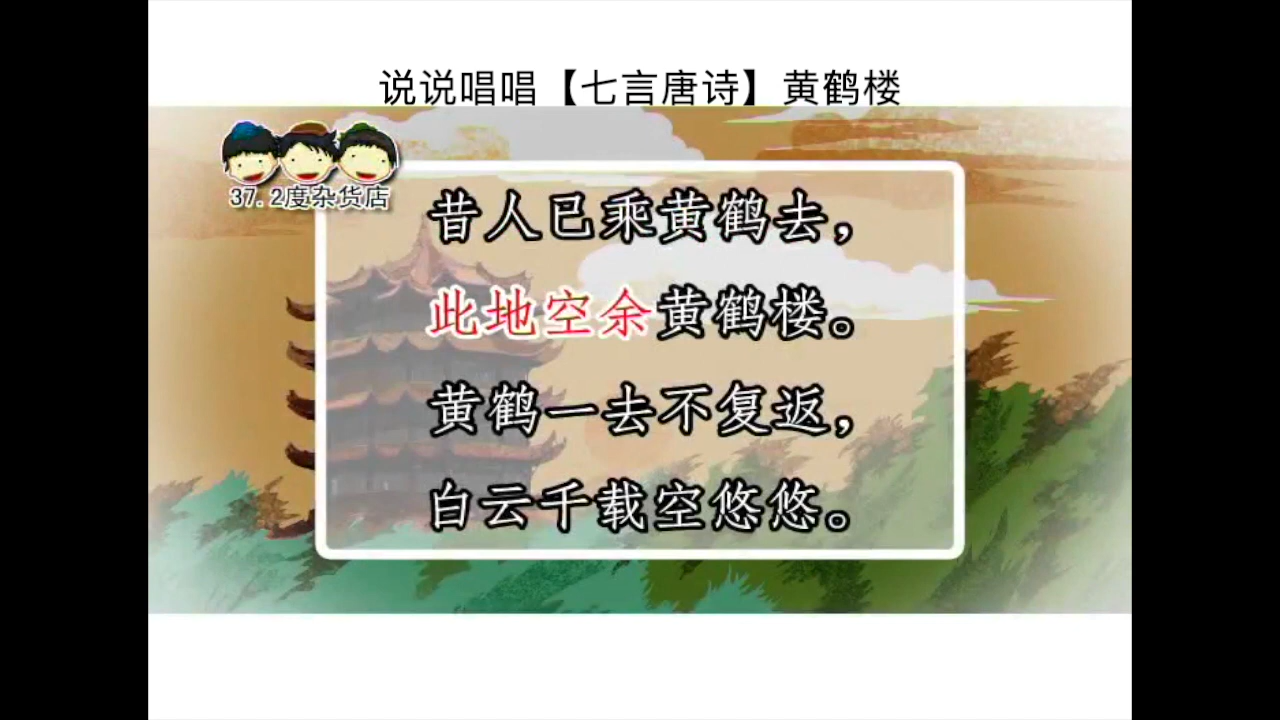 说说唱唱【七言唐诗】黄鹤楼
37.2度杂货店
昔人已乘黄鹤去，
此地空余黄鹤楼。
黄鹤一去不复返，
白云千载空悠悠。